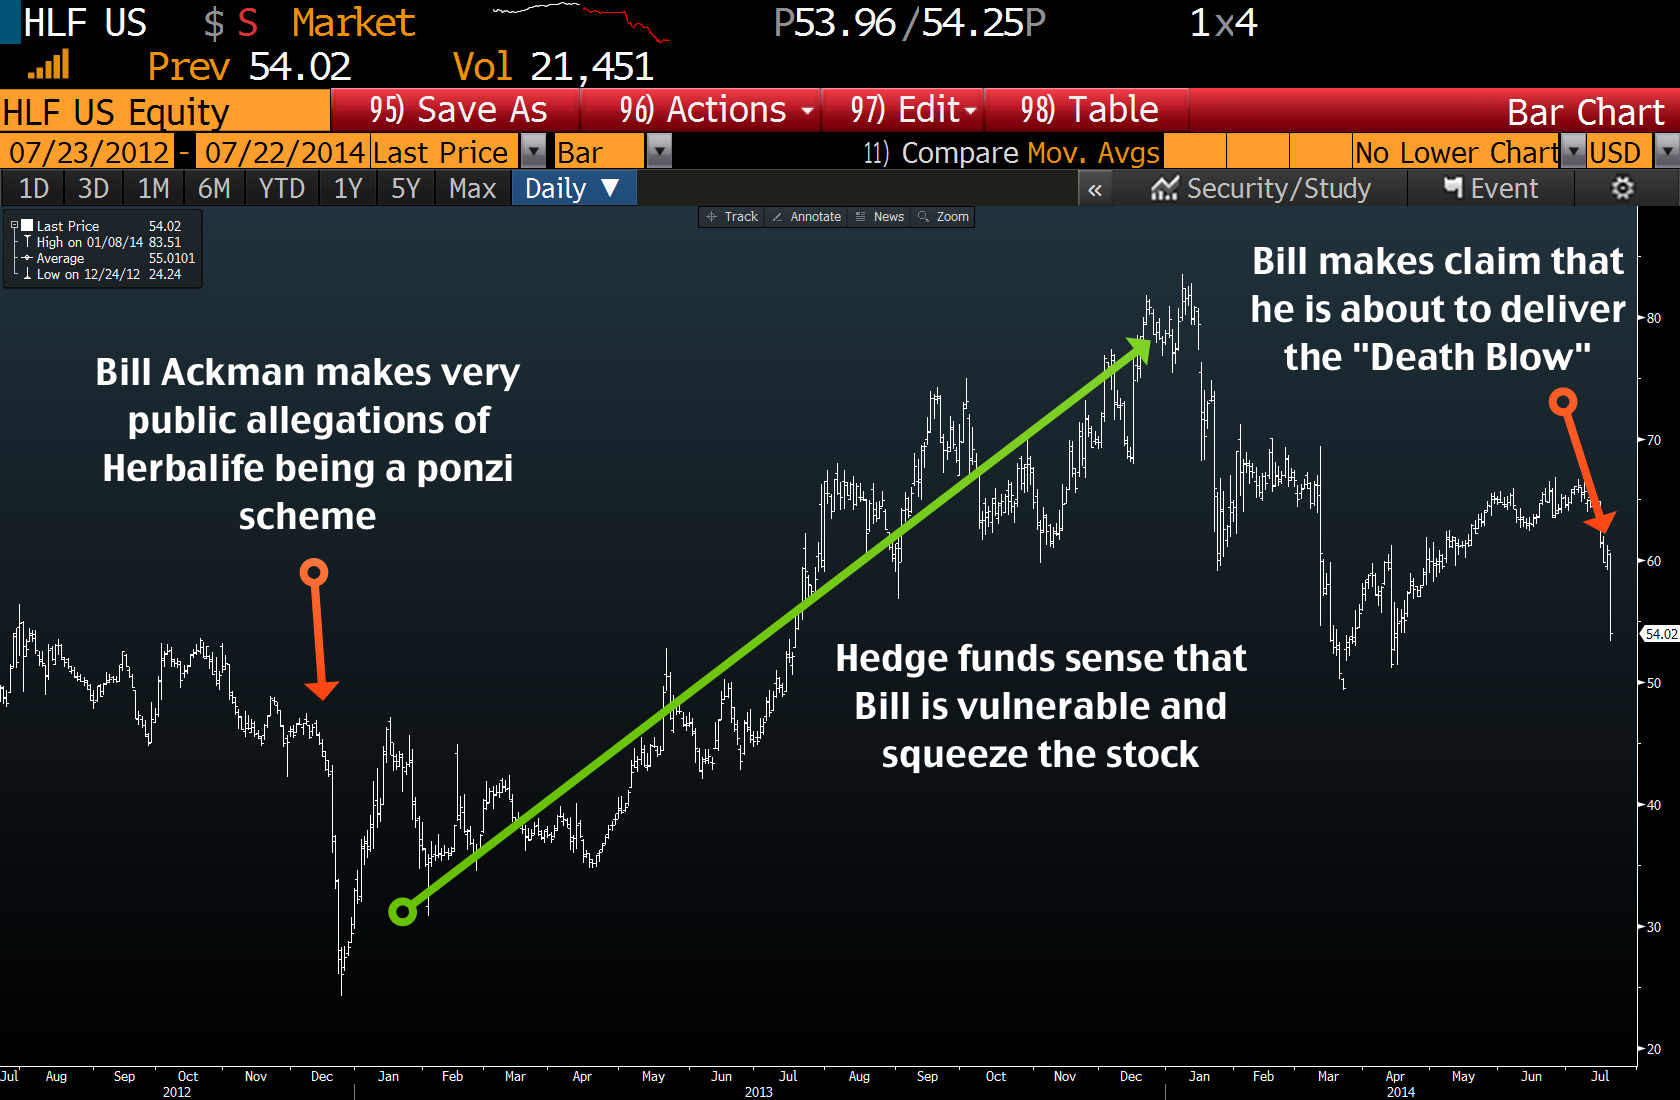 HLF US $ S Market P53.96/54.25P 1x4
Prev 54.02 Vol 21,451
HLF US Equity 95) Save As 96) Actions 97) Edit 98) Table Bar Chart
07/23/2012 - 07/22/2014 Last Price Bar 11) Compare Mov. Avgs No Lower Chart USD
1D 3D 1M 6M YTD 1Y 5Y Max Daily ▼ « Security/Study Event
Track Annotate News Zoom
Last Price 54.02
High on 01/08/14 83.51
Average 55.0101
Low on 12/24/12 24.24
Bill Ackman makes very
public allegations of
Herbalife being a ponzi
scheme
Bill makes claim that
he is about to deliver
the "Death Blow"
Hedge funds sense that
Bill is vulnerable and
squeeze the stock
80
70
60
54.02
50
40
30
20
Jul Aug Sep Oct Nov Dec Jan Feb Mar Apr May Jun Jul Aug Sep Oct Nov Dec Jan Feb Mar Apr May Jun Jul
2012 2013 2014